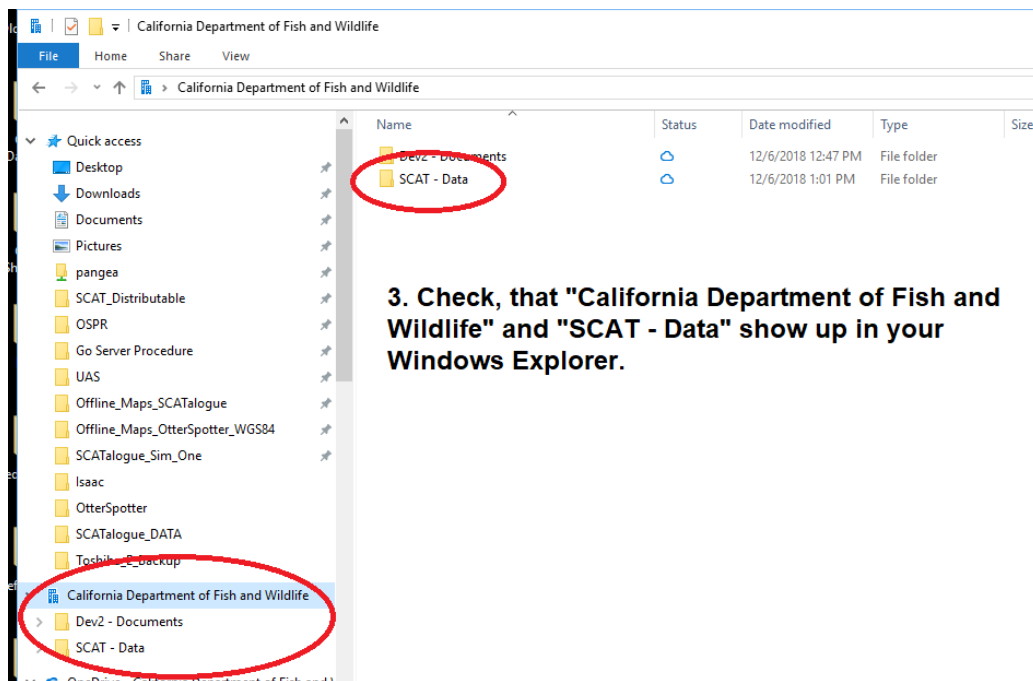 California Department of Fish and Wildlife
File Home Share View
California Department of Fish and Wildlife
Name Status Date modified Type Size
Quick access
Desktop
Downloads
Documents
Pictures
pangea
SCAT_Distributable
OSPR
Go Server Procedure
UAS
Offline_Maps_SCATalogue
Offline_Maps_OtterSpotter_WGS84
SCATalogue_Sim_One
Isaac
OtterSpotter
SCATalogue_DATA
Toshiba_E_Backup
California Department of Fish and Wildlife
Dev2 - Documents
SCAT - Data
Dev2 - Documents 12/6/2018 12:47 PM File folder
SCAT - Data 12/6/2018 1:01 PM File folder
3. Check, that "California Department of Fish and
Wildlife" and "SCAT - Data" show up in your
Windows Explorer.